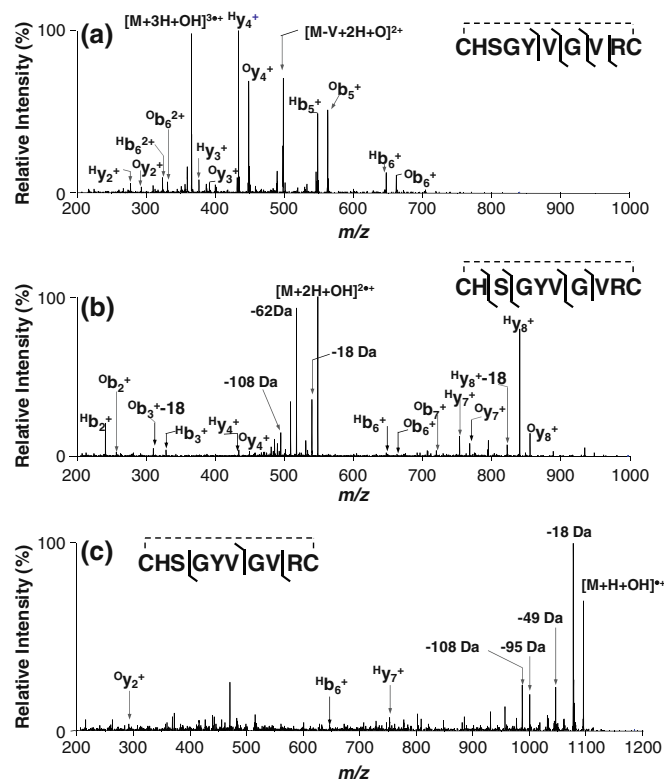 (a)
[M+3H+OH]³•⁺
ᴴy₄⁺
[M-V+2H+O]²⁺
CHSGYVGVRC
ᴼy₄⁺
ᴴb₅⁺
ᴼb₅⁺
ᴼb₆²⁺
ᴴb₆²⁺
ᴴy₃⁺
ᴴy₂⁺
ᴼy₂⁺
ᴼy₃⁺
ᴴb₆⁺
ᴼb₆⁺
Relative Intensity (%)
100
0
200 300 400 500 600 700 800 900 1000
m/z
(b)
[M+2H+OH]²•⁺
CHSGYVGVRC
-62Da
-18 Da
-108 Da
ᴴy₈⁺
ᴼb₂⁺
ᴼb₃⁺-18
ᴴb₂⁺
ᴴb₃⁺
ᴴy₄⁺
ᴼy₄⁺
ᴴb₆⁺
ᴼb₆⁺
ᴼb₇⁺
ᴴy₇⁺
ᴴy₈⁺-18
ᴼy₇⁺
ᴼy₈⁺
Relative Intensity (%)
100
0
200 300 400 500 600 700 800 900 1000
m/z
(c)
CHSGYVGVRC
-18 Da
[M+H+OH]•⁺
-49 Da
-108 Da
-95 Da
ᴼy₂⁺
ᴴb₆⁺
ᴴy₇⁺
Relative Intensity (%)
100
0
200 300 400 500 600 700 800 900 1000 1100 1200
m/z